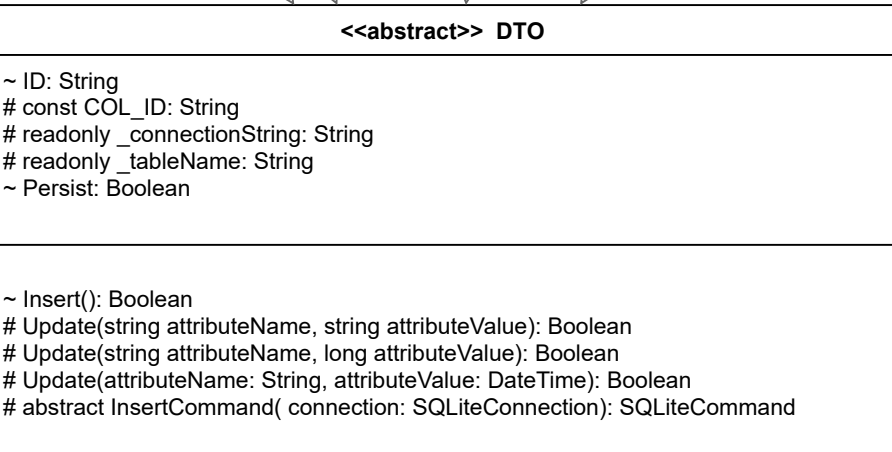 <<abstract>> DTO
~ ID: String
# const COL_ID: String
# readonly _connectionString: String
# readonly _tableName: String
~ Persist: Boolean
~ Insert(): Boolean
# Update(string attributeName, string attributeValue): Boolean
# Update(string attributeName, long attributeValue): Boolean
# Update(attributeName: String, attributeValue: DateTime): Boolean
# abstract InsertCommand( connection: SQLiteConnection): SQLiteCommand